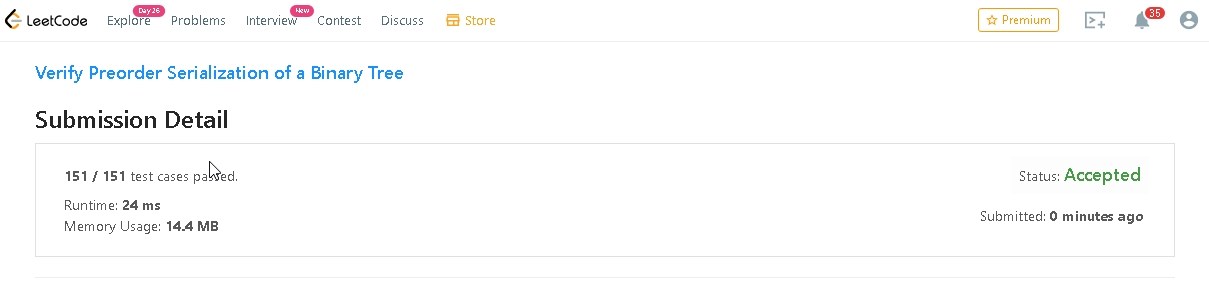 LeetCode Explore Day 26 Problems Interview New Contest Discuss Store Premium 35
Verify Preorder Serialization of a Binary Tree
Submission Detail
151 / 151 test cases passed.
Status: Accepted
Runtime: 24 ms
Submitted: 0 minutes ago
Memory Usage: 14.4 MB